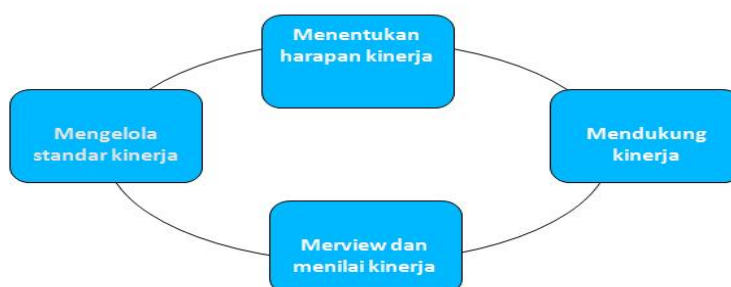 Menentukan
harapan kinerja
Mengelola
standar kinerja
Mendukung
kinerja
Merview dan
menilai kinerja